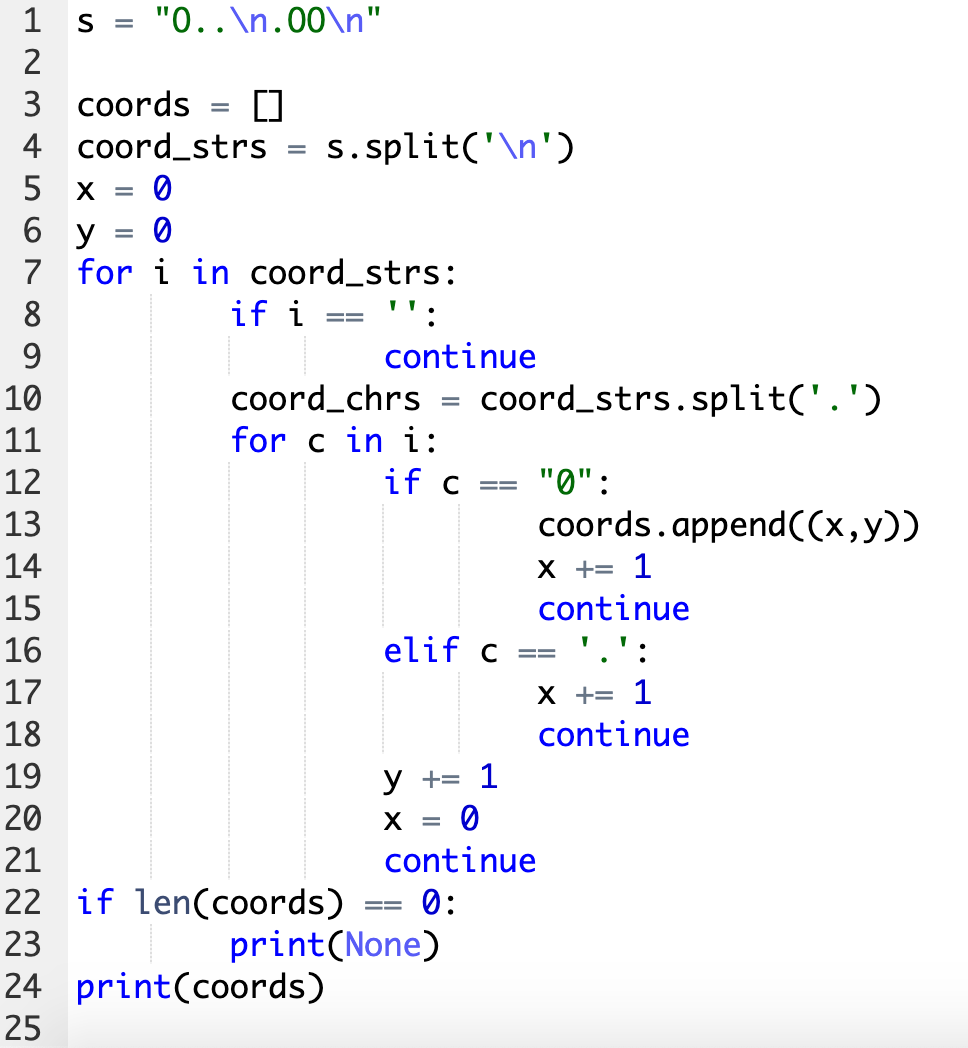 1 s = "O..\n.OO\n"
2
3 coords = []
4 coord_strs = s.split('\n')
5 x = 0
6 y = 0
7 for i in coord_strs:
8 if i == '':
9 continue
10 coord_chrs = coord_strs.split('.')
11 for c in i:
12 if c == "0":
13 coords.append((x,y))
14 x += 1
15 continue
16 elif c == '.':
17 x += 1
18 continue
19 y += 1
20 x = 0
21 continue
22 if len(coords) == 0:
23 print(None)
24 print(coords)
25